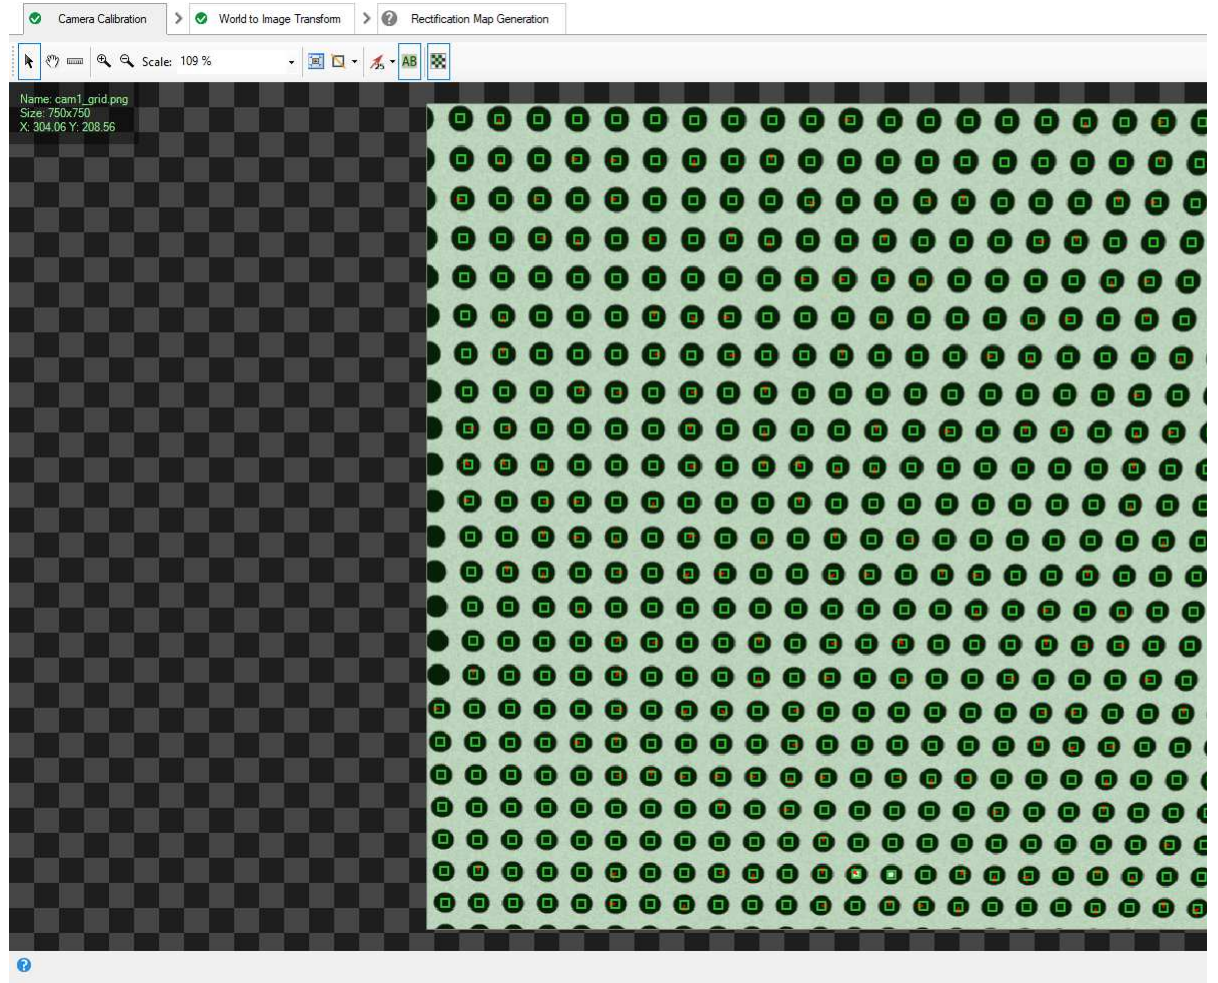 Camera Calibration
World to Image Transform
Rectification Map Generation
Scale: 109 %
AB
Name: cam1_grid.png
Size: 750x750
X: 304.06 Y: 208.56